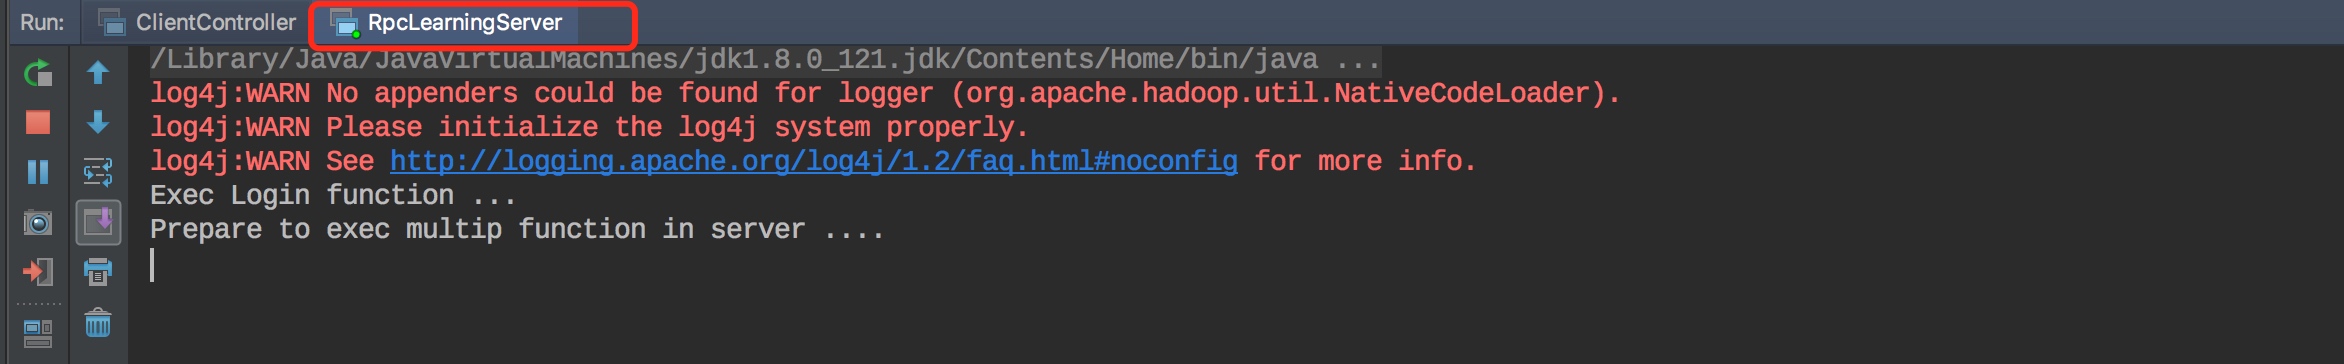 Run: ClientController RpcLearningServer
/Library/Java/JavaVirtualMachines/jdk1.8.0_121.jdk/Contents/Home/bin/java ...
log4j:WARN No appenders could be found for logger (org.apache.hadoop.util.NativeCodeLoader).
log4j:WARN Please initialize the log4j system properly.
log4j:WARN See http://logging.apache.org/log4j/1.2/faq.html#noconfig for more info.
Exec Login function ...
Prepare to exec multip function in server ....